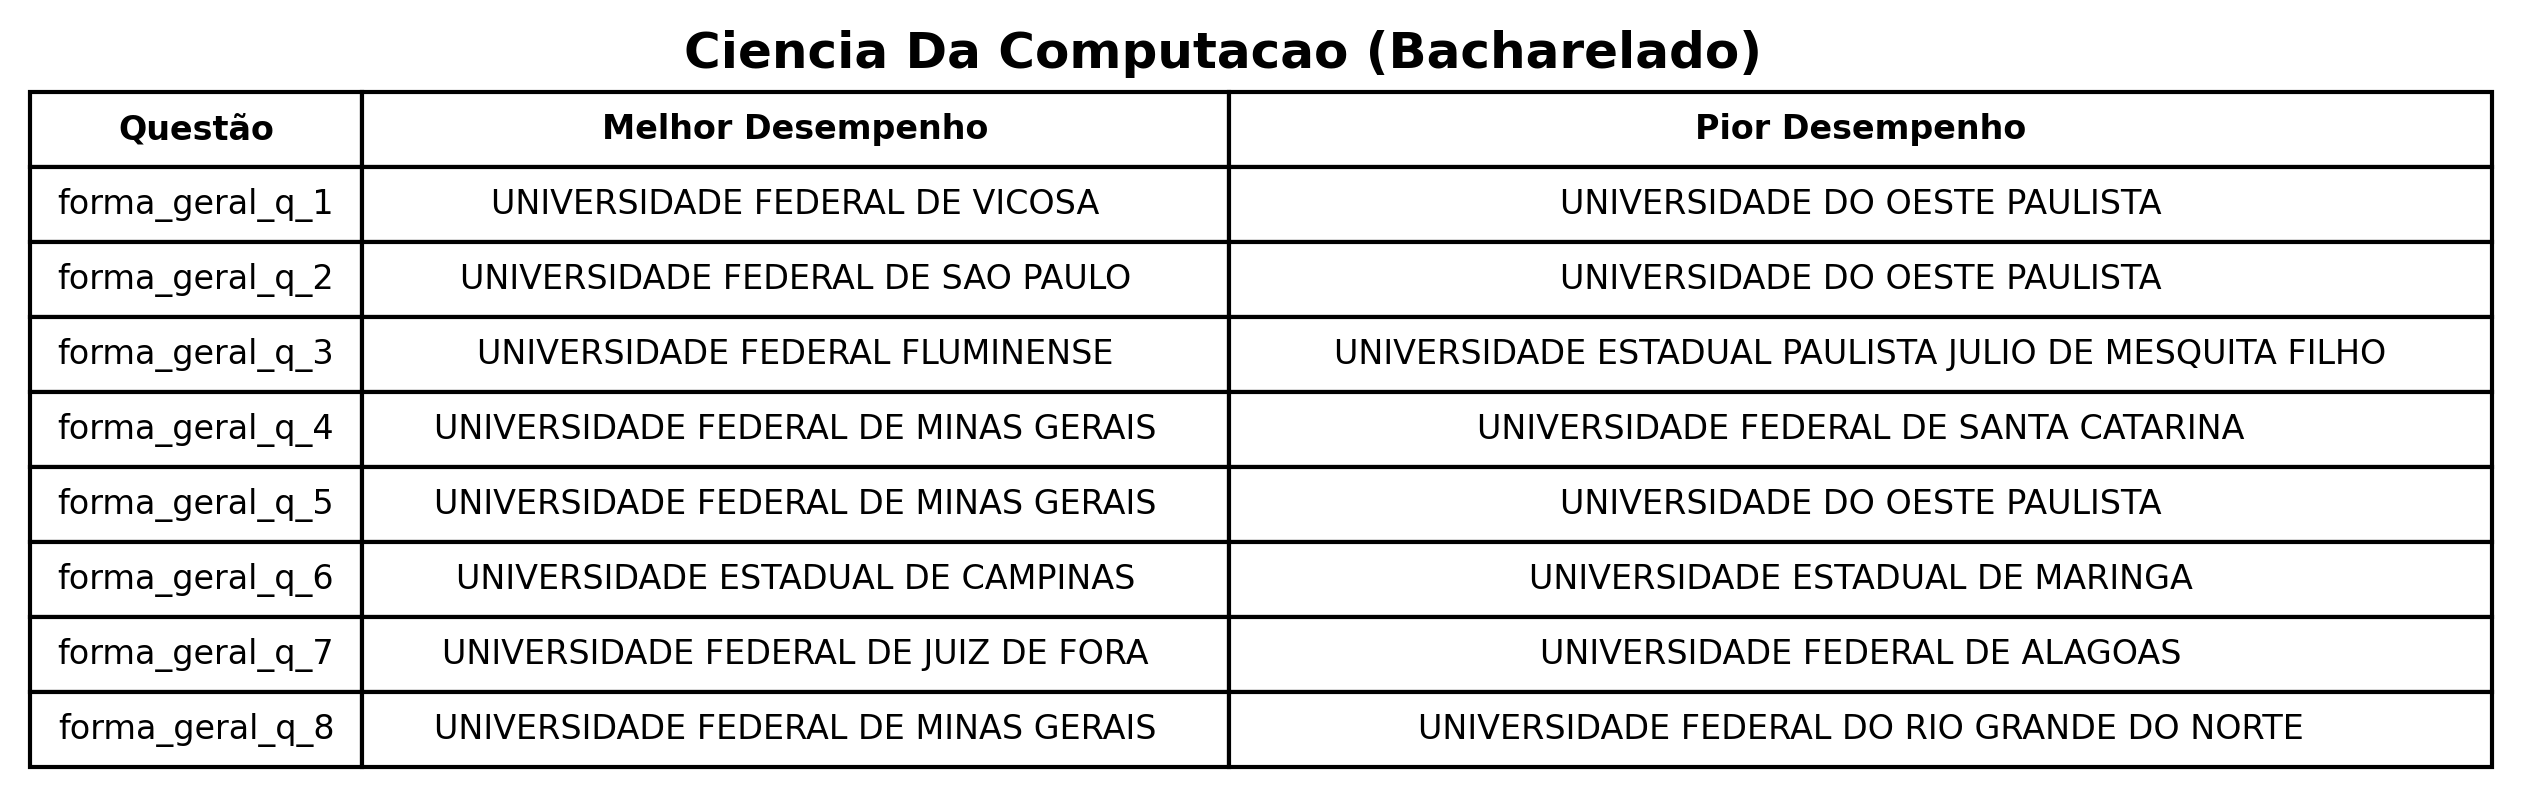 Ciencia Da Computacao (Bacharelado)
Questão Melhor Desempenho Pior Desempenho
forma_geral_q_1 UNIVERSIDADE FEDERAL DE VICOSA UNIVERSIDADE DO OESTE PAULISTA
forma_geral_q_2 UNIVERSIDADE FEDERAL DE SAO PAULO UNIVERSIDADE DO OESTE PAULISTA
forma_geral_q_3 UNIVERSIDADE FEDERAL FLUMINENSE UNIVERSIDADE ESTADUAL PAULISTA JULIO DE MESQUITA FILHO
forma_geral_q_4 UNIVERSIDADE FEDERAL DE MINAS GERAIS UNIVERSIDADE FEDERAL DE SANTA CATARINA
forma_geral_q_5 UNIVERSIDADE FEDERAL DE MINAS GERAIS UNIVERSIDADE DO OESTE PAULISTA
forma_geral_q_6 UNIVERSIDADE ESTADUAL DE CAMPINAS UNIVERSIDADE ESTADUAL DE MARINGA
forma_geral_q_7 UNIVERSIDADE FEDERAL DE JUIZ DE FORA UNIVERSIDADE FEDERAL DE ALAGOAS
forma_geral_q_8 UNIVERSIDADE FEDERAL DE MINAS GERAIS UNIVERSIDADE FEDERAL DO RIO GRANDE DO NORTE